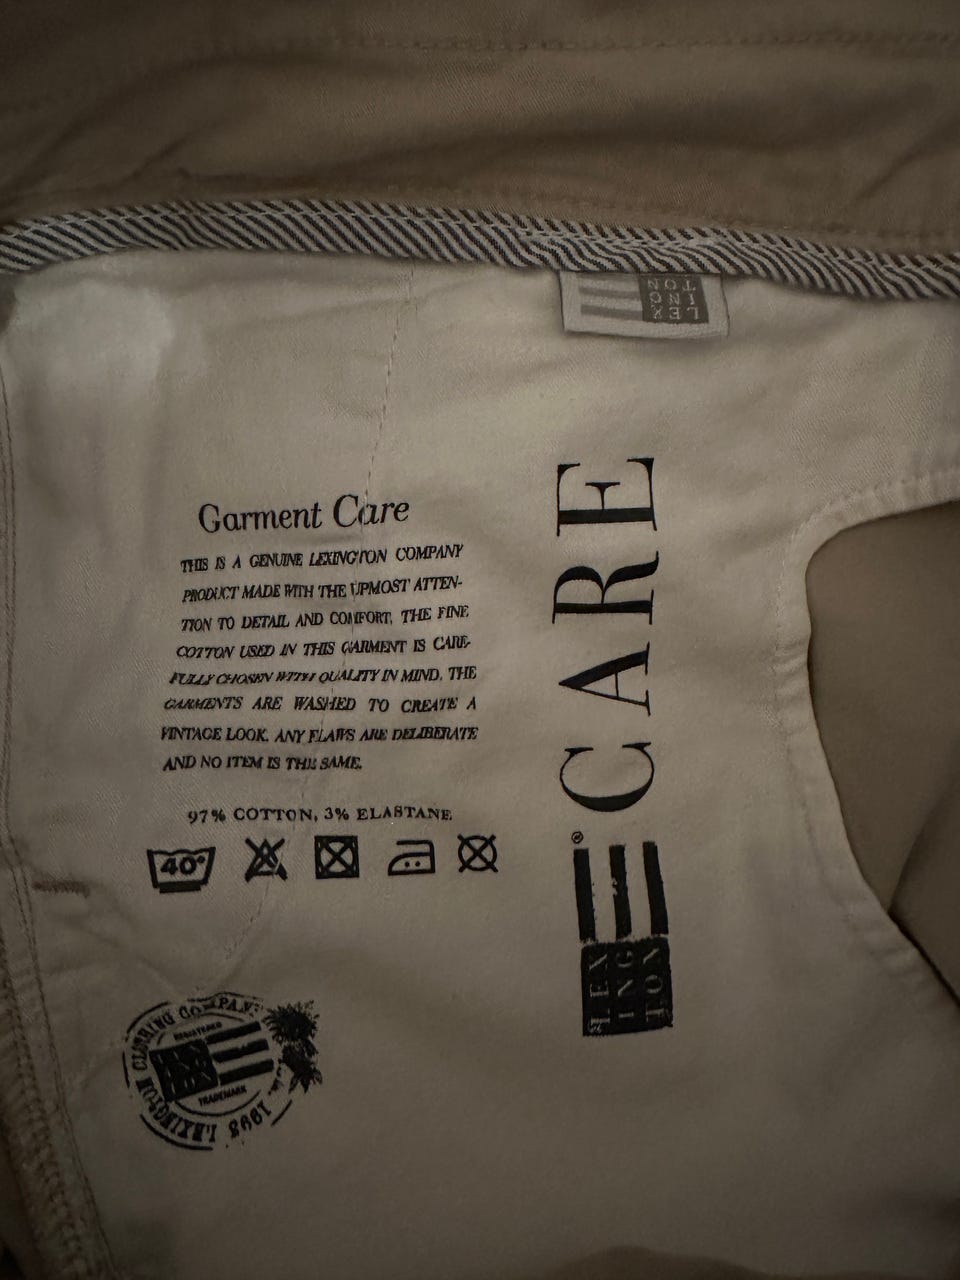 LEX
ING
TON
Garment Care
THIS IS A GENUINE LEXINGTON COMPANY
PRODUCT MADE WITH THE UPMOST ATTEN-
TION TO DETAIL AND COMFORT, THE FINE
COTTON USED IN THIS GARMENT IS CARE-
FULLY CHOSEN WITH QUALITY IN MIND, THE
GARMENTS ARE WASHED TO CREATE A
VINTAGE LOOK. ANY FLAWS ARE DELIBERATE
AND NO ITEM IS THE SAME.
97% COTTON, 3% ELASTANE
40°
CARE
®
LEX
ING
TON
LEXINGTON CLOTHING COMPANY
REGISTERED
TRADEMARK
1998